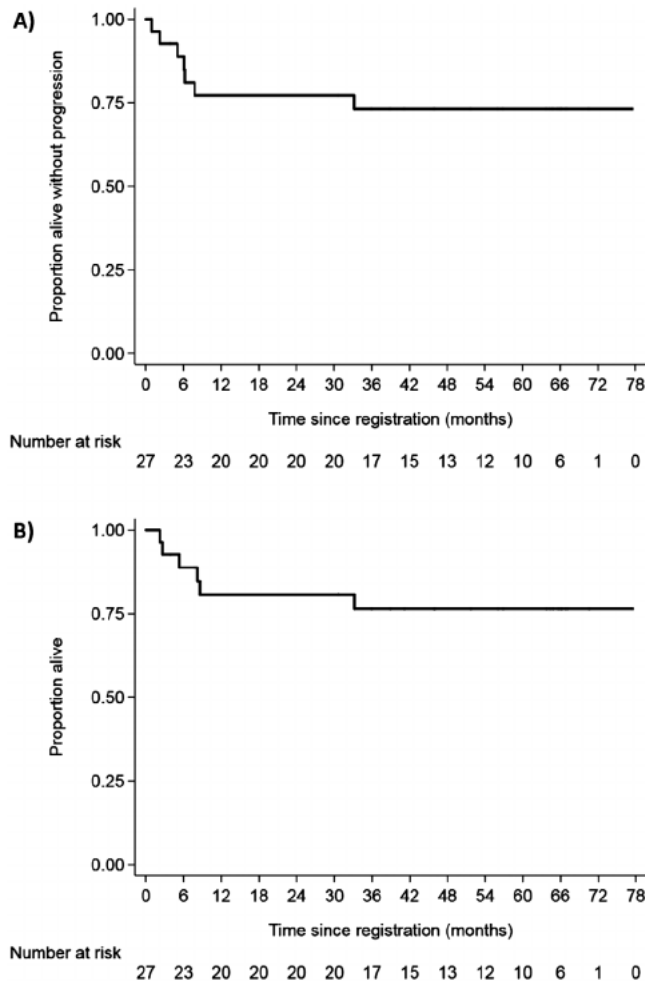 A)
Proportion alive without progression
1.00
0.75
0.50
0.25
0.00
0 6 12 18 24 30 36 42 48 54 60 66 72 78
Time since registration (months)
Number at risk
27 23 20 20 20 20 17 15 13 12 10 6 1 0
B)
Proportion alive
1.00
0.75
0.50
0.25
0.00
0 6 12 18 24 30 36 42 48 54 60 66 72 78
Time since registration (months)
Number at risk
27 23 20 20 20 20 17 15 13 12 10 6 1 0